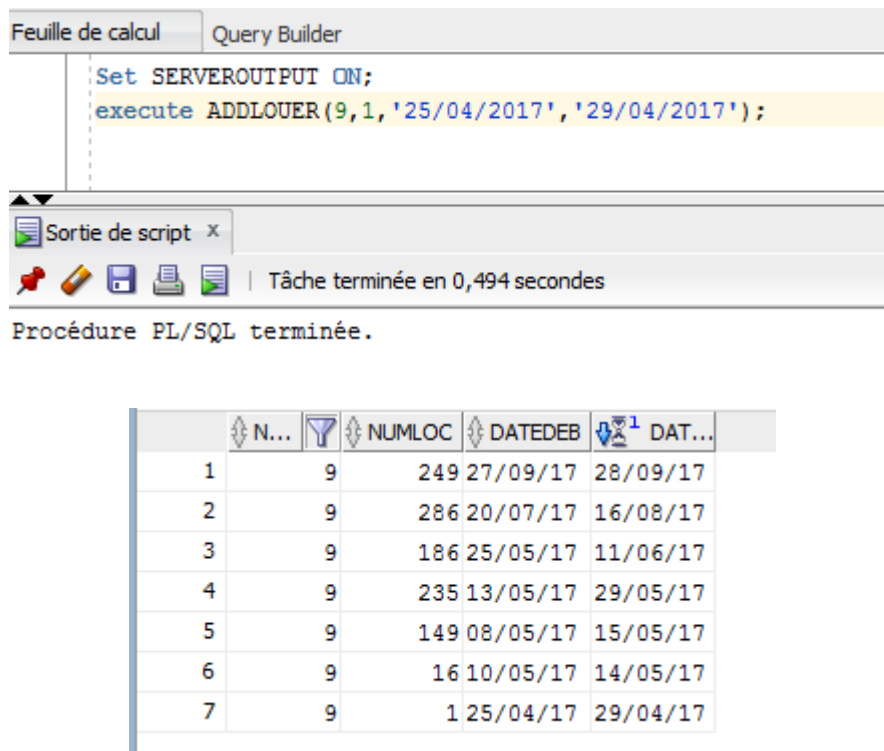 Feuille de calcul Query Builder
Set SERVEROUTPUT ON;
execute ADDLOUER(9,1,'25/04/2017','29/04/2017');
Sortie de script x
Tâche terminée en 0,494 secondes
Procédure PL/SQL terminée.
N... NUMLOC DATEDEB 1 DAT...
1 9 249 27/09/17 28/09/17
2 9 286 20/07/17 16/08/17
3 9 186 25/05/17 11/06/17
4 9 235 13/05/17 29/05/17
5 9 149 08/05/17 15/05/17
6 9 16 10/05/17 14/05/17
7 9 1 25/04/17 29/04/17